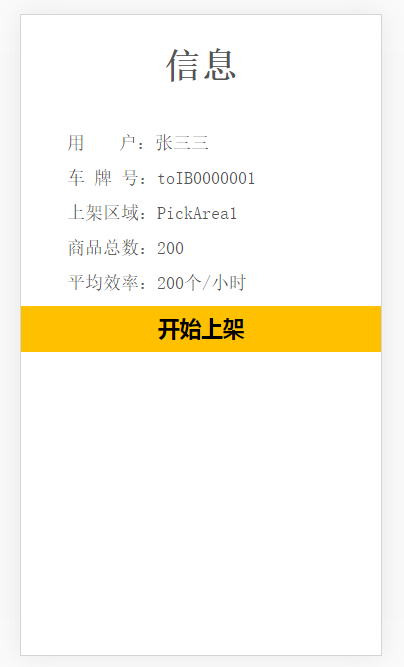 信息
用　　户：张三三
车 牌 号：toIB0000001
上架区域：PickArea1
商品总数：200
平均效率：200个/小时
开始上架